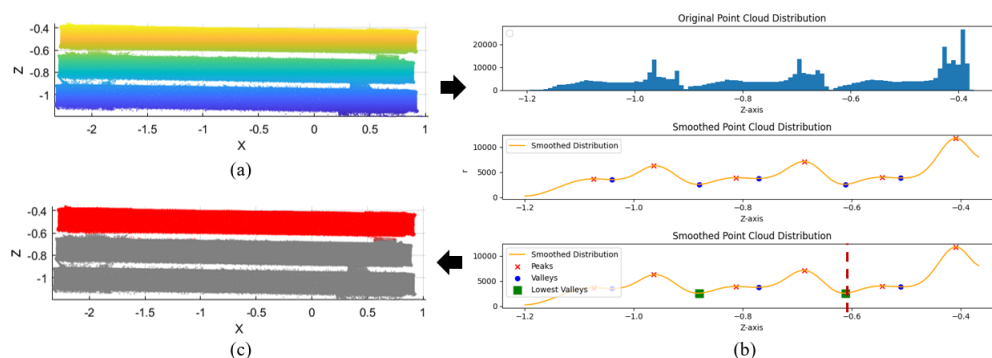 -0.4
-0.6
Z
-0.8
-1
-2 -1.5 -1 -0.5 0 0.5 1
X
(a)
-0.4
-0.6
Z
-0.8
-1
-2 -1.5 -1 -0.5 0 0.5 1
X
(c)
Original Point Cloud Distribution
20000
10000
0
−1.2 −1.0 −0.8 −0.6 −0.4
Z-axis
Smoothed Point Cloud Distribution
10000
5000
0
r
Smoothed Distribution
−1.2 −1.0 −0.8 −0.6 −0.4
Z-axis
Smoothed Point Cloud Distribution
10000
5000
0
Smoothed Distribution
Peaks
Valleys
Lowest Valleys
−1.2 −1.0 −0.8 −0.6 −0.4
Z-axis
(b)